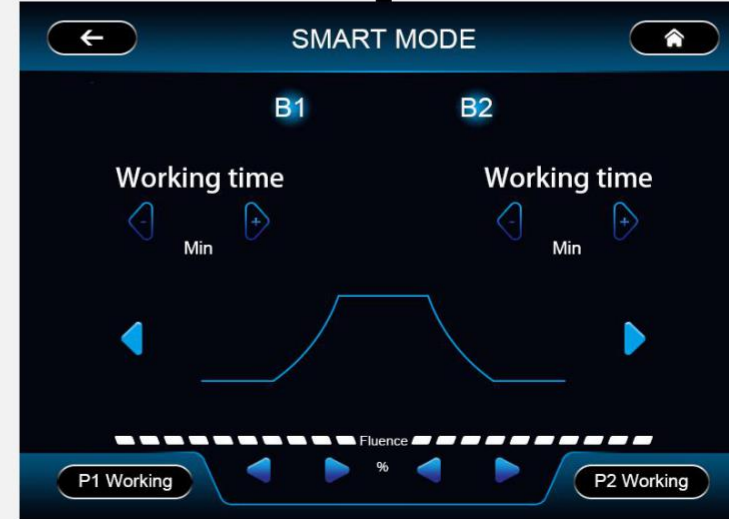 SMART MODE
B1 B2
Working time Working time
- + - +
Min Min
Fluence
%
P1 Working P2 Working